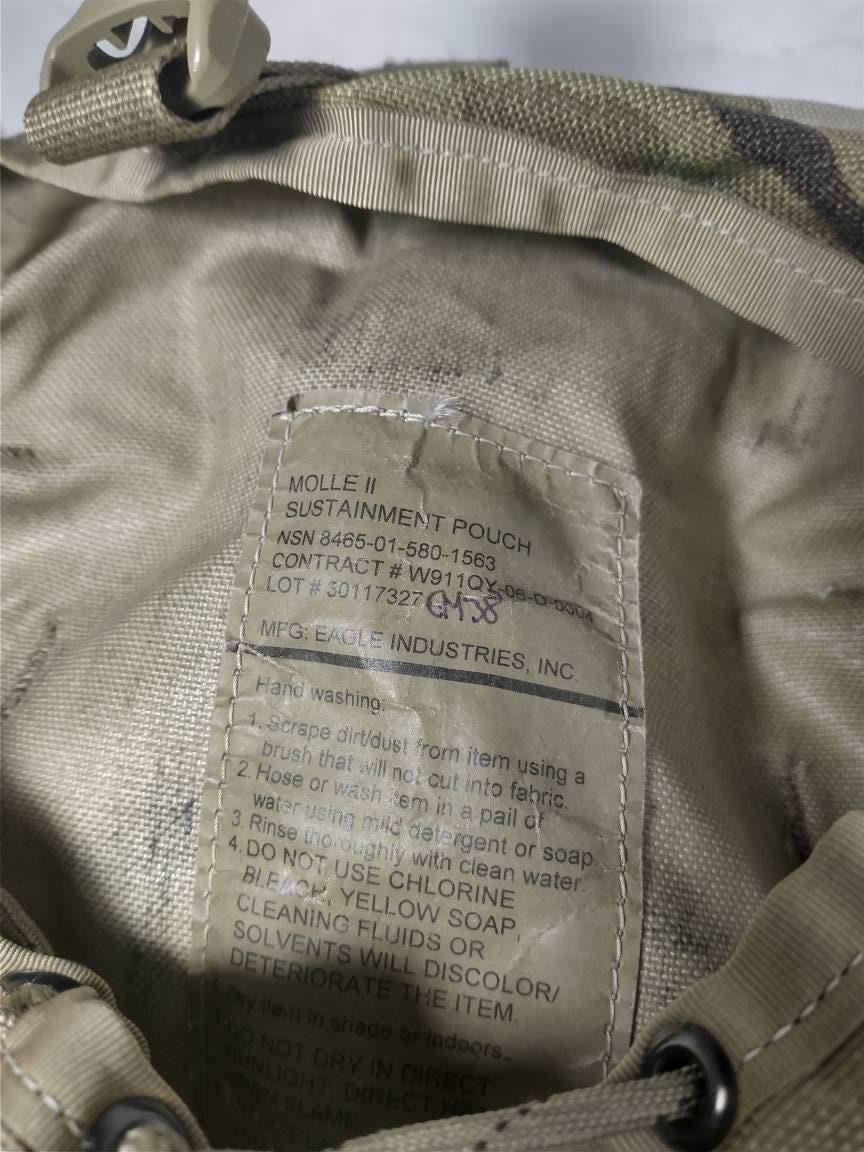 MOLLE II
SUSTAINMENT POUCH
NSN 8465-01-580-1563
CONTRACT # W911QY-06-D-0004
LOT # 30117327 GM38
MFG: EAGLE INDUSTRIES, INC.
Hand washing:
1. Scrape dirt/dust from item using a
brush that will not cut into fabric.
2. Hose or wash item in a pail of
water using mild detergent or soap.
3. Rinse thoroughly with clean water.
4. DO NOT USE CHLORINE
BLEACH, YELLOW SOAP,
CLEANING FLUIDS OR
SOLVENTS WILL DISCOLOR/
DETERIORATE THE ITEM.
Dry item in shade or indoors.
DO NOT DRY IN DIRECT
SUNLIGHT, DIRECT
OPEN FLAME.
DO NOT